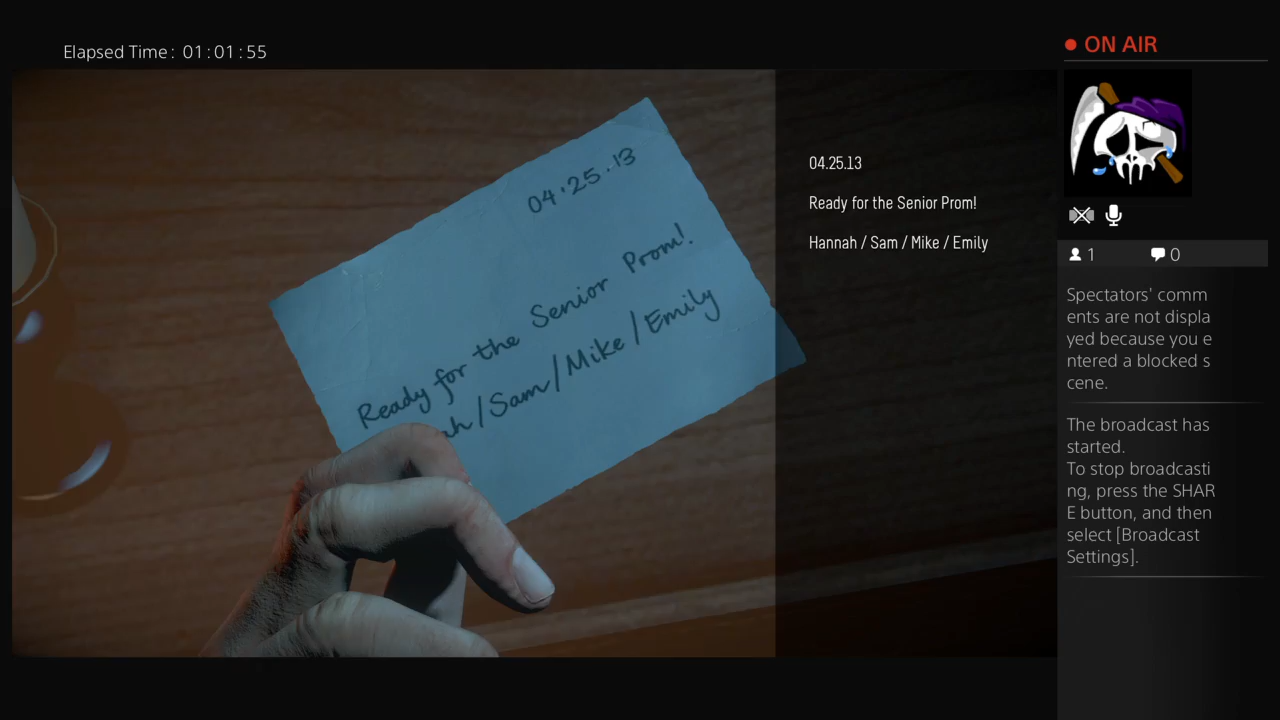 Elapsed Time: 01:01:55
04.25.13
Ready for the Senior Prom!
ah/Sam/Mike/Emily
04.25.13
Ready for the Senior Prom!
Hannah / Sam / Mike / Emily
ON AIR
1 0
Spectators' comm
ents are not displa
yed because you e
ntered a blocked s
cene.
The broadcast has
started.
To stop broadcasti
ng, press the SHAR
E button, and then
select [Broadcast
Settings].